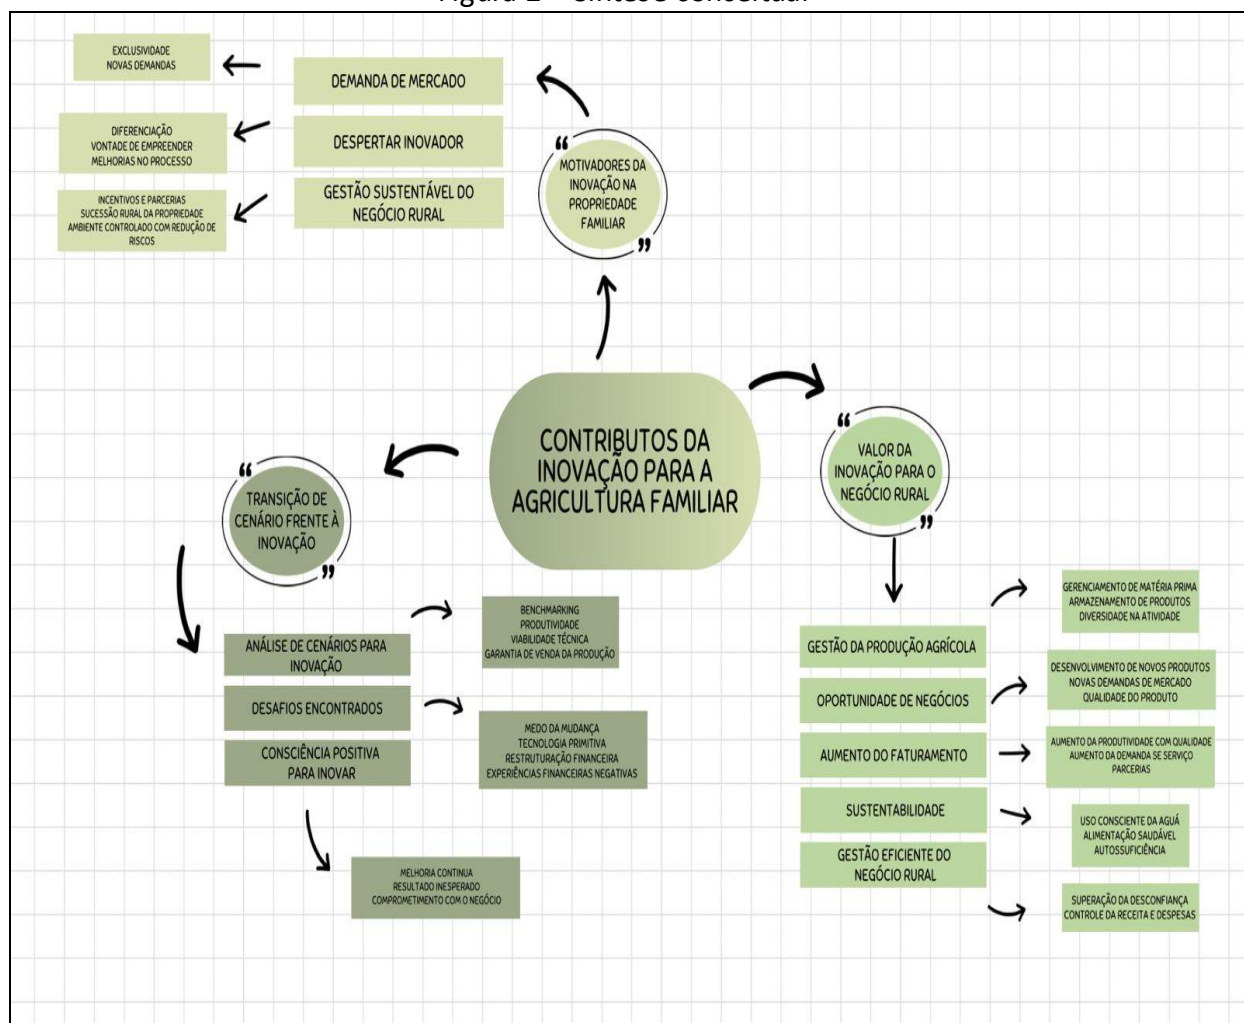 EXCLUSIVIDADE
NOVAS DEMANDAS
DEMANDA DE MERCADO
DIFERENCIAÇÃO
VONTADE DE EMPREENDER
MELHORIAS NO PROCESSO
DESPERTAR INOVADOR
INCENTIVOS E PARCERIAS
SUCESSÃO RURAL DA PROPRIEDADE
AMBIENTE CONTROLADO COM REDUÇÃO DE
RISCOS
GESTÃO SUSTENTÁVEL DO
NEGÓCIO RURAL
“
MOTIVADORES DA
INOVAÇÃO NA
PROPRIEDADE
FAMILIAR
”
CONTRIBUTOS DA
INOVAÇÃO PARA A
AGRICULTURA FAMILIAR
“
TRANSIÇÃO DE
CENÁRIO FRENTE À
INOVAÇÃO
”
ANÁLISE DE CENÁRIOS PARA
INOVAÇÃO
DESAFIOS ENCONTRADOS
CONSCIÊNCIA POSITIVA
PARA INOVAR
BENCHMARKING
PRODUTIVIDADE
VIABILIDADE TÉCNICA
GARANTIA DE VENDA DA PRODUÇÃO
MEDO DA MUDANÇA
TECNOLOGIA PRIMITIVA
RESTRUTURAÇÃO FINANCEIRA
EXPERIÊNCIAS FINANCEIRAS NEGATIVAS
MELHORIA CONTINUA
RESULTADO INESPERADO
COMPROMETIMENTO COM O NEGÓCIO
“
VALOR DA
INOVAÇÃO PARA O
NEGÓCIO RURAL
”
GESTÃO DA PRODUÇÃO AGRÍCOLA
OPORTUNIDADE DE NEGÓCIOS
AUMENTO DO FATURAMENTO
SUSTENTABILIDADE
GESTÃO EFICIENTE DO
NEGÓCIO RURAL
GERENCIAMENTO DE MATÉRIA PRIMA
ARMAZENAMENTO DE PRODUTOS
DIVERSIDADE NA ATIVIDADE
DESENVOLVIMENTO DE NOVOS PRODUTOS
NOVAS DEMANDAS DE MERCADO
QUALIDADE DO PRODUTO
AUMENTO DA PRODUTIVIDADE COM QUALIDADE
AUMENTO DA DEMANDA SE SERVIÇO
PARCERIAS
USO CONSCIENTE DA AGUÁ
ALIMENTAÇÃO SAUDÁVEL
AUTOSSUFICIÊNCIA
SUPERAÇÃO DA DESCONFIANÇA
CONTROLE DA RECEITA E DESPESAS